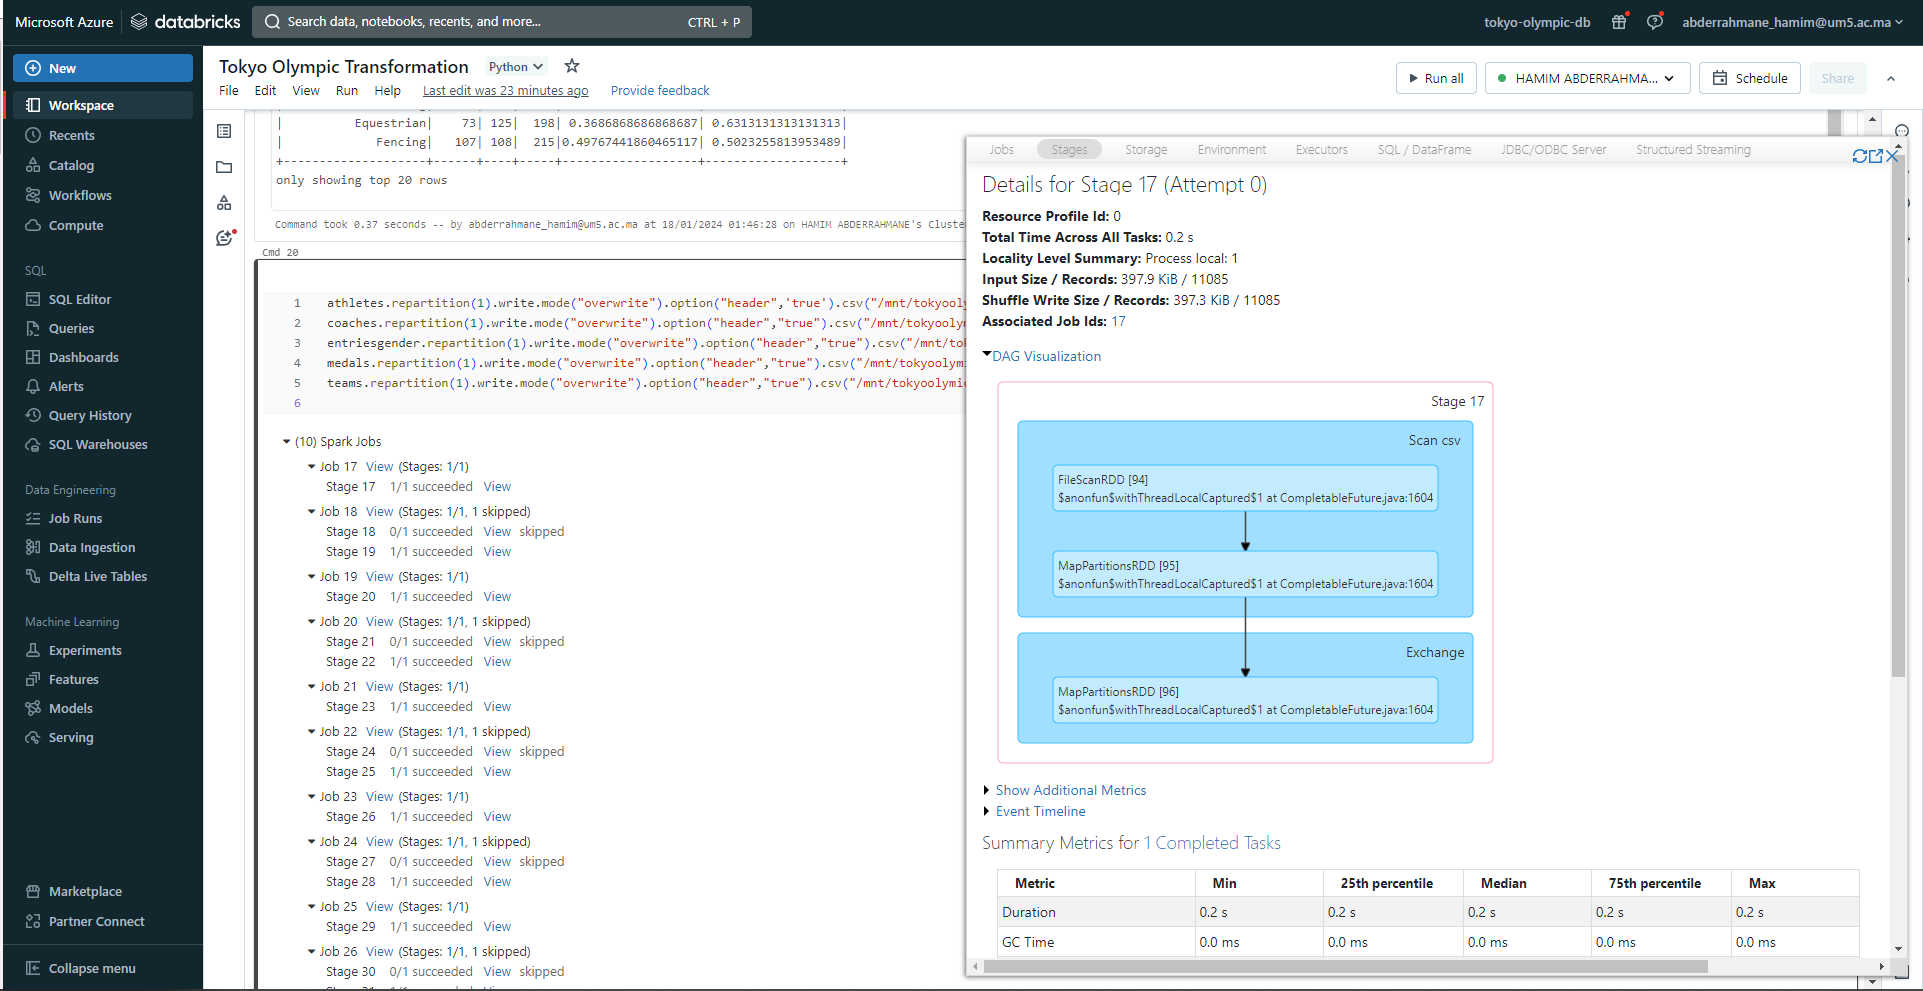 Microsoft Azure databricks Search data, notebooks, recents, and more... CTRL + P tokyo-olympic-db abderrahmane_hamim@um5.ac.ma
New
Workspace
Recents
Catalog
Workflows
Compute
SQL
SQL Editor
Queries
Dashboards
Alerts
Query History
SQL Warehouses
Data Engineering
Job Runs
Data Ingestion
Delta Live Tables
Machine Learning
Experiments
Features
Models
Serving
Marketplace
Partner Connect
Collapse menu
Tokyo Olympic Transformation Python
File Edit View Run Help Last edit was 23 minutes ago Provide feedback
Run all HAMIM ABDERRAHMA... Schedule Share
| Equestrian| 73| 125| 198| 0.3686868686868687| 0.6313131313131313|
| Fencing| 107| 108| 215|0.49767441860465117| 0.5023255813953489|
+--------------------+------+----+-----+-------------------+-------------------+
only showing top 20 rows
Command took 0.37 seconds -- by abderrahmane_hamim@um5.ac.ma at 18/01/2024 01:46:28 on HAMIM ABDERRAHMANE's Cluster
Cmd 20
1 athletes.repartition(1).write.mode("overwrite").option("header",'true').csv("/mnt/tokyooly
2 coaches.repartition(1).write.mode("overwrite").option("header","true").csv("/mnt/tokyoolym
3 entriesgender.repartition(1).write.mode("overwrite").option("header","true").csv("/mnt/tok
4 medals.repartition(1).write.mode("overwrite").option("header","true").csv("/mnt/tokyoolymi
5 teams.repartition(1).write.mode("overwrite").option("header","true").csv("/mnt/tokyoolymic
6
(10) Spark Jobs
Job 17 View (Stages: 1/1)
Stage 17 1/1 succeeded View
Job 18 View (Stages: 1/1, 1 skipped)
Stage 18 0/1 succeeded View skipped
Stage 19 1/1 succeeded View
Job 19 View (Stages: 1/1)
Stage 20 1/1 succeeded View
Job 20 View (Stages: 1/1, 1 skipped)
Stage 21 0/1 succeeded View skipped
Stage 22 1/1 succeeded View
Job 21 View (Stages: 1/1)
Stage 23 1/1 succeeded View
Job 22 View (Stages: 1/1, 1 skipped)
Stage 24 0/1 succeeded View skipped
Stage 25 1/1 succeeded View
Job 23 View (Stages: 1/1)
Stage 26 1/1 succeeded View
Job 24 View (Stages: 1/1, 1 skipped)
Stage 27 0/1 succeeded View skipped
Stage 28 1/1 succeeded View
Job 25 View (Stages: 1/1)
Stage 29 1/1 succeeded View
Job 26 View (Stages: 1/1, 1 skipped)
Stage 30 0/1 succeeded View skipped
Jobs Stages Storage Environment Executors SQL / DataFrame JDBC/ODBC Server Structured Streaming
Details for Stage 17 (Attempt 0)
Resource Profile Id: 0
Total Time Across All Tasks: 0.2 s
Locality Level Summary: Process local: 1
Input Size / Records: 397.9 KiB / 11085
Shuffle Write Size / Records: 397.3 KiB / 11085
Associated Job Ids: 17
DAG Visualization
Stage 17
Scan csv
FileScanRDD [94]
$anonfun$withThreadLocalCaptured$1 at CompletableFuture.java:1604
MapPartitionsRDD [95]
$anonfun$withThreadLocalCaptured$1 at CompletableFuture.java:1604
Exchange
MapPartitionsRDD [96]
$anonfun$withThreadLocalCaptured$1 at CompletableFuture.java:1604
Show Additional Metrics
Event Timeline
Summary Metrics for 1 Completed Tasks
Metric Min 25th percentile Median 75th percentile Max
Duration 0.2 s 0.2 s 0.2 s 0.2 s 0.2 s
GC Time 0.0 ms 0.0 ms 0.0 ms 0.0 ms 0.0 ms